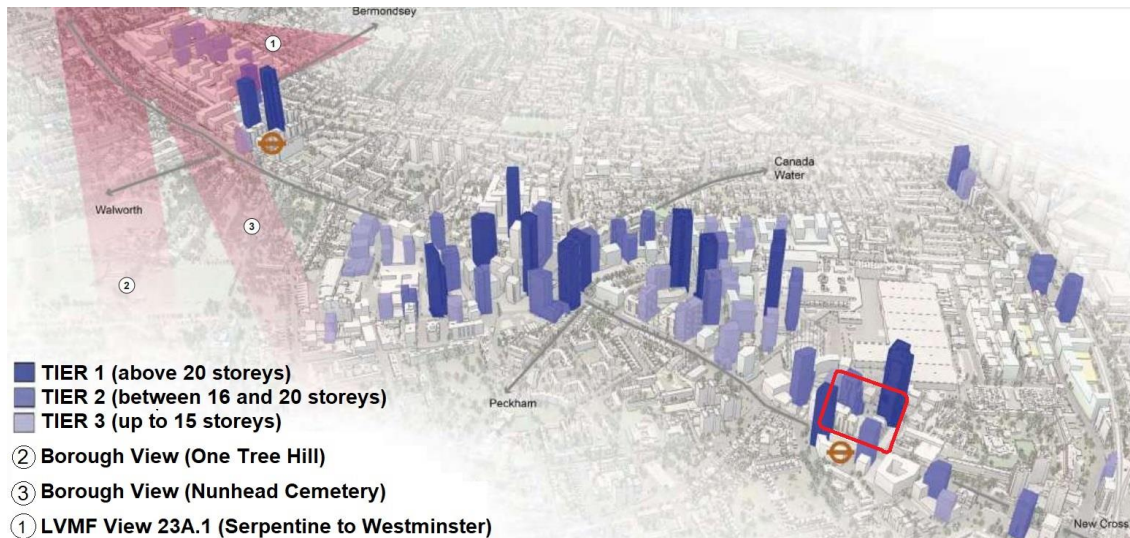 Bermondsey
1
Canada
Water
Walworth
3
2
TIER 1 (above 20 storeys)
TIER 2 (between 16 and 20 storeys)
TIER 3 (up to 15 storeys)
Peckham
2 Borough View (One Tree Hill)
3 Borough View (Nunhead Cemetery)
1 LVMF View 23A.1 (Serpentine to Westminster)
New Cross